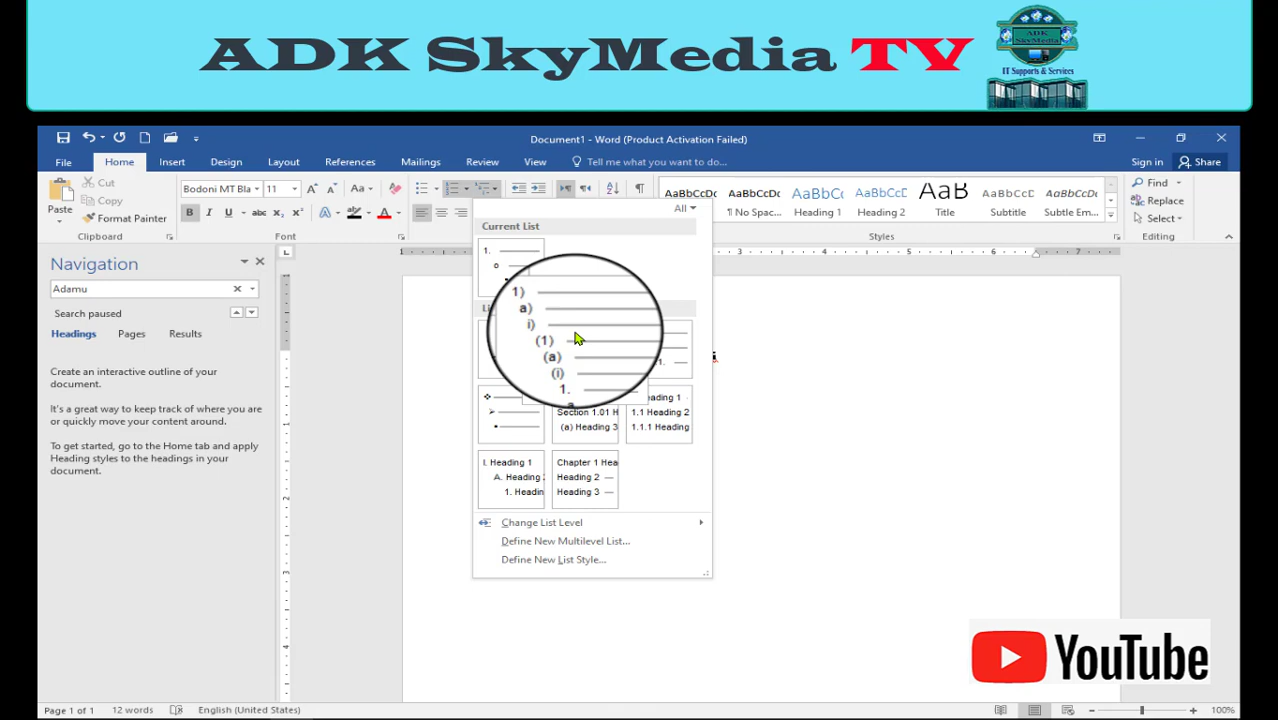 ADK SkyMedia TV
ADK
SkyMedia
IT Supports & Services
Document1 - Word (Product Activation Failed)
File Home Insert Design Layout References Mailings Review View Tell me what you want to do... Sign in Share
Paste
Cut
Copy
Format Painter
Clipboard
Bodoni MT Bla 11
Aa
B I U abc X₂ X²
Font
AaBbCcDc AaBbCcDc AaBbC AaBbCcD AaB AaBbCcD AaBbCcDc
¶ No Spac... Heading 1 Heading 2 Title Subtitle Subtle Em...
Styles
Find
Replace
Select
Editing
Navigation
Adamu
Search paused
Headings Pages Results
Create an interactive outline of your
document.
It's a great way to keep track of where you are
or quickly move your content around.
To get started, go to the Home tab and apply
Heading styles to the headings in your
document.
All
Current List
1.
1)
a)
i)
(1)
(a)
(i)
1.
Section 1.01 H
(a) Heading 3
1.1 Heading 2
1.1.1 Heading
I. Heading 1
A. Heading
1. Headin
Chapter 1 Hea
Heading 2
Heading 3
Change List Level
Define New Multilevel List...
Define New List Style...
YouTube
Page 1 of 1 12 words English (United States) 100%